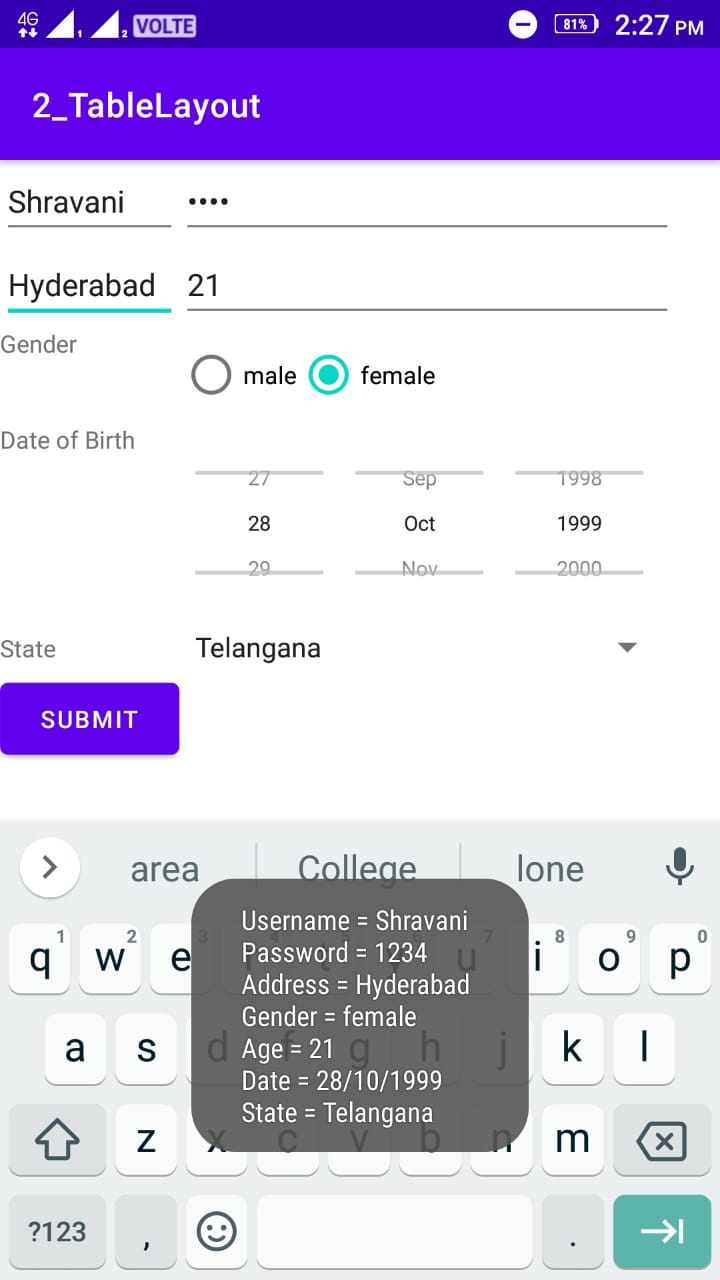 4G 1 2 VOLTE 81% 2:27 PM
2_TableLayout
Shravani ••••
Hyderabad 21
Gender
male female
Date of Birth
27 Sep 1998
28 Oct 1999
29 Nov 2000
State Telangana
SUBMIT
area College lone
Username = Shravani
Password = 1234
Address = Hyderabad
Gender = female
Age = 21
Date = 28/10/1999
State = Telangana
q 1 w 2 e 3 u 7 i 8 o 9 p 0
a s d f g h j k l
z x c v b n m
?123 , .